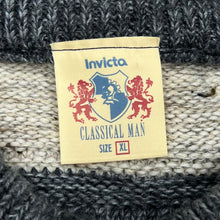 Invicta
CLASSICAL MAN
SIZE XL